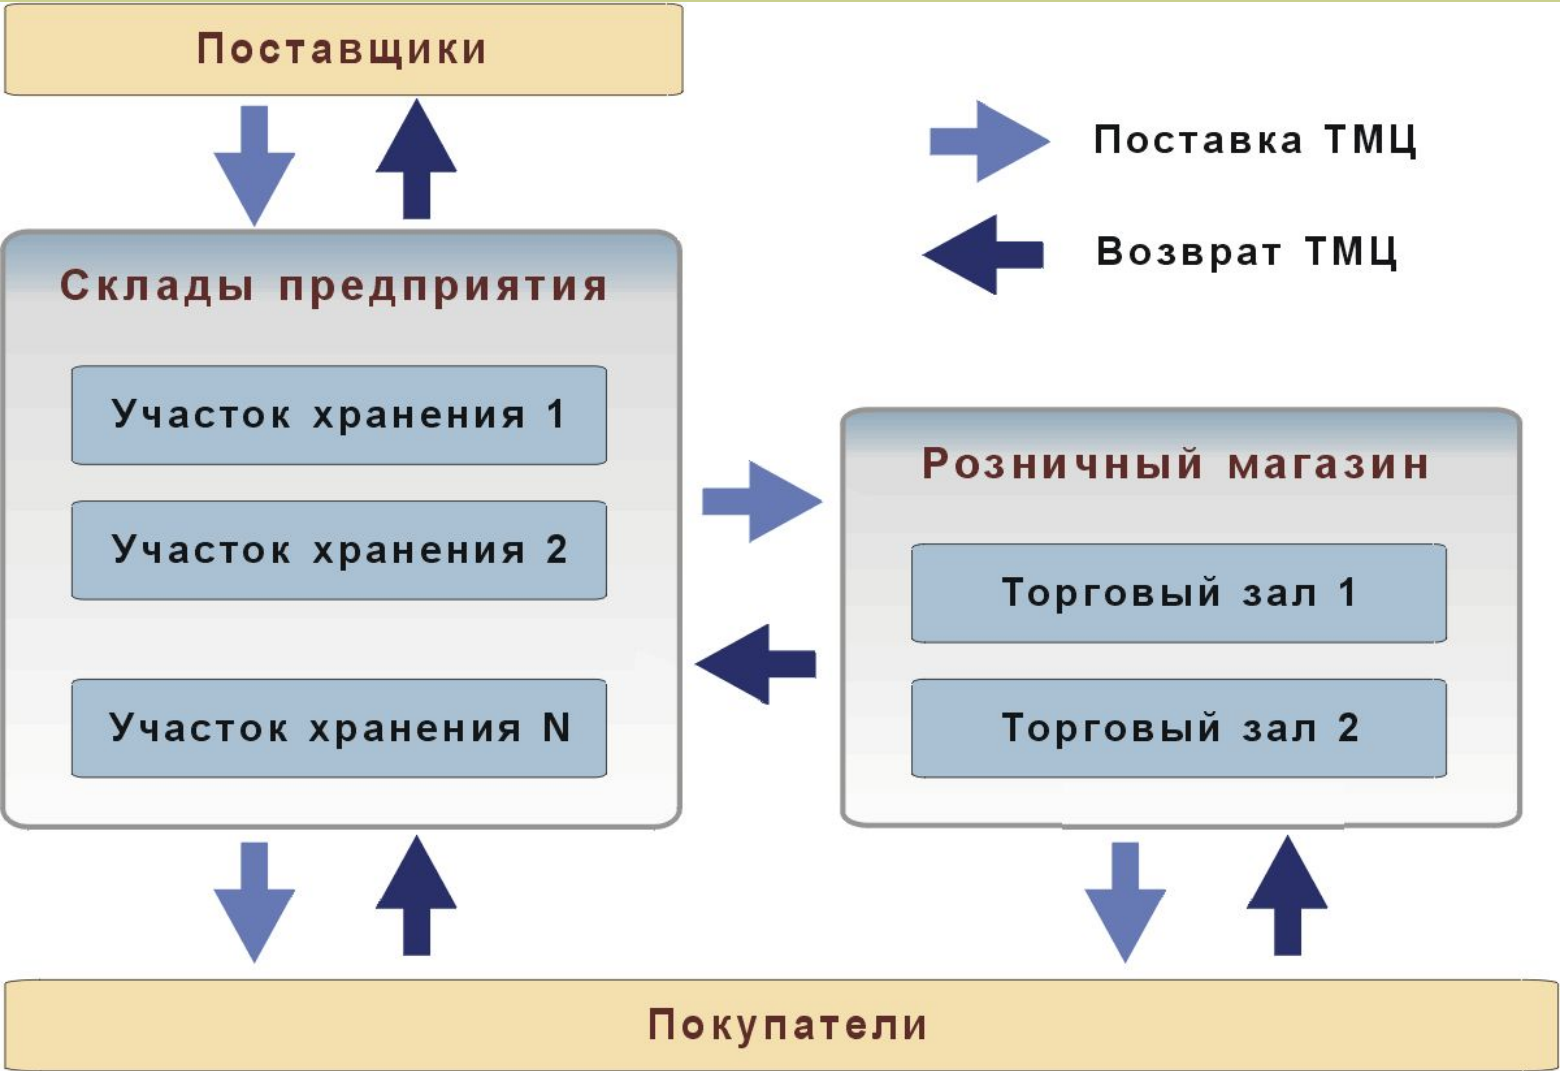 Поставщики
Поставка ТМЦ
Возврат ТМЦ
Склады предприятия
Участок хранения 1
Участок хранения 2
Участок хранения N
Розничный магазин
Торговый зал 1
Торговый зал 2
Покупатели